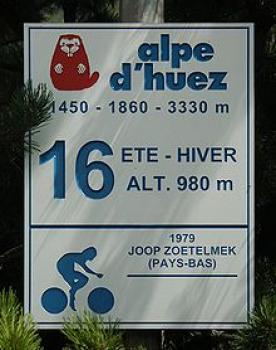 alpe
d'huez
1450 - 1860 - 3330 m
16
ETE - HIVER
ALT. 980 m
1979
JOOP ZOETELMEK
(PAYS-BAS)